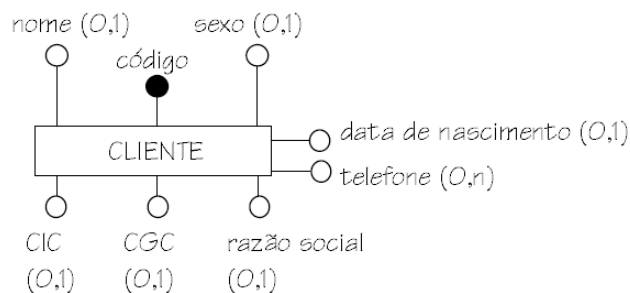 nome (0,1)
sexo (0,1)
código
CLIENTE
data de nascimento (0,1)
telefone (0,n)
CIC
(0,1)
CGC
(0,1)
razão social
(0,1)